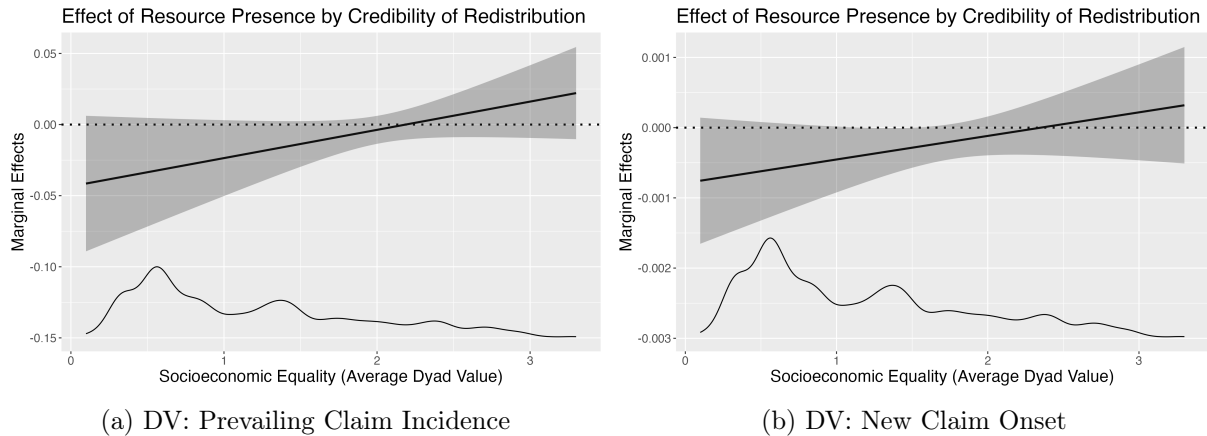 Effect of Resource Presence by Credibility of Redistribution
0.05
0.00
-0.05
-0.10
-0.15
Marginal Effects
0 1 2 3
Socioeconomic Equality (Average Dyad Value)
(a) DV: Prevailing Claim Incidence
Effect of Resource Presence by Credibility of Redistribution
0.001
0.000
-0.001
-0.002
-0.003
Marginal Effects
0 1 2 3
Socioeconomic Equality (Average Dyad Value)
(b) DV: New Claim Onset